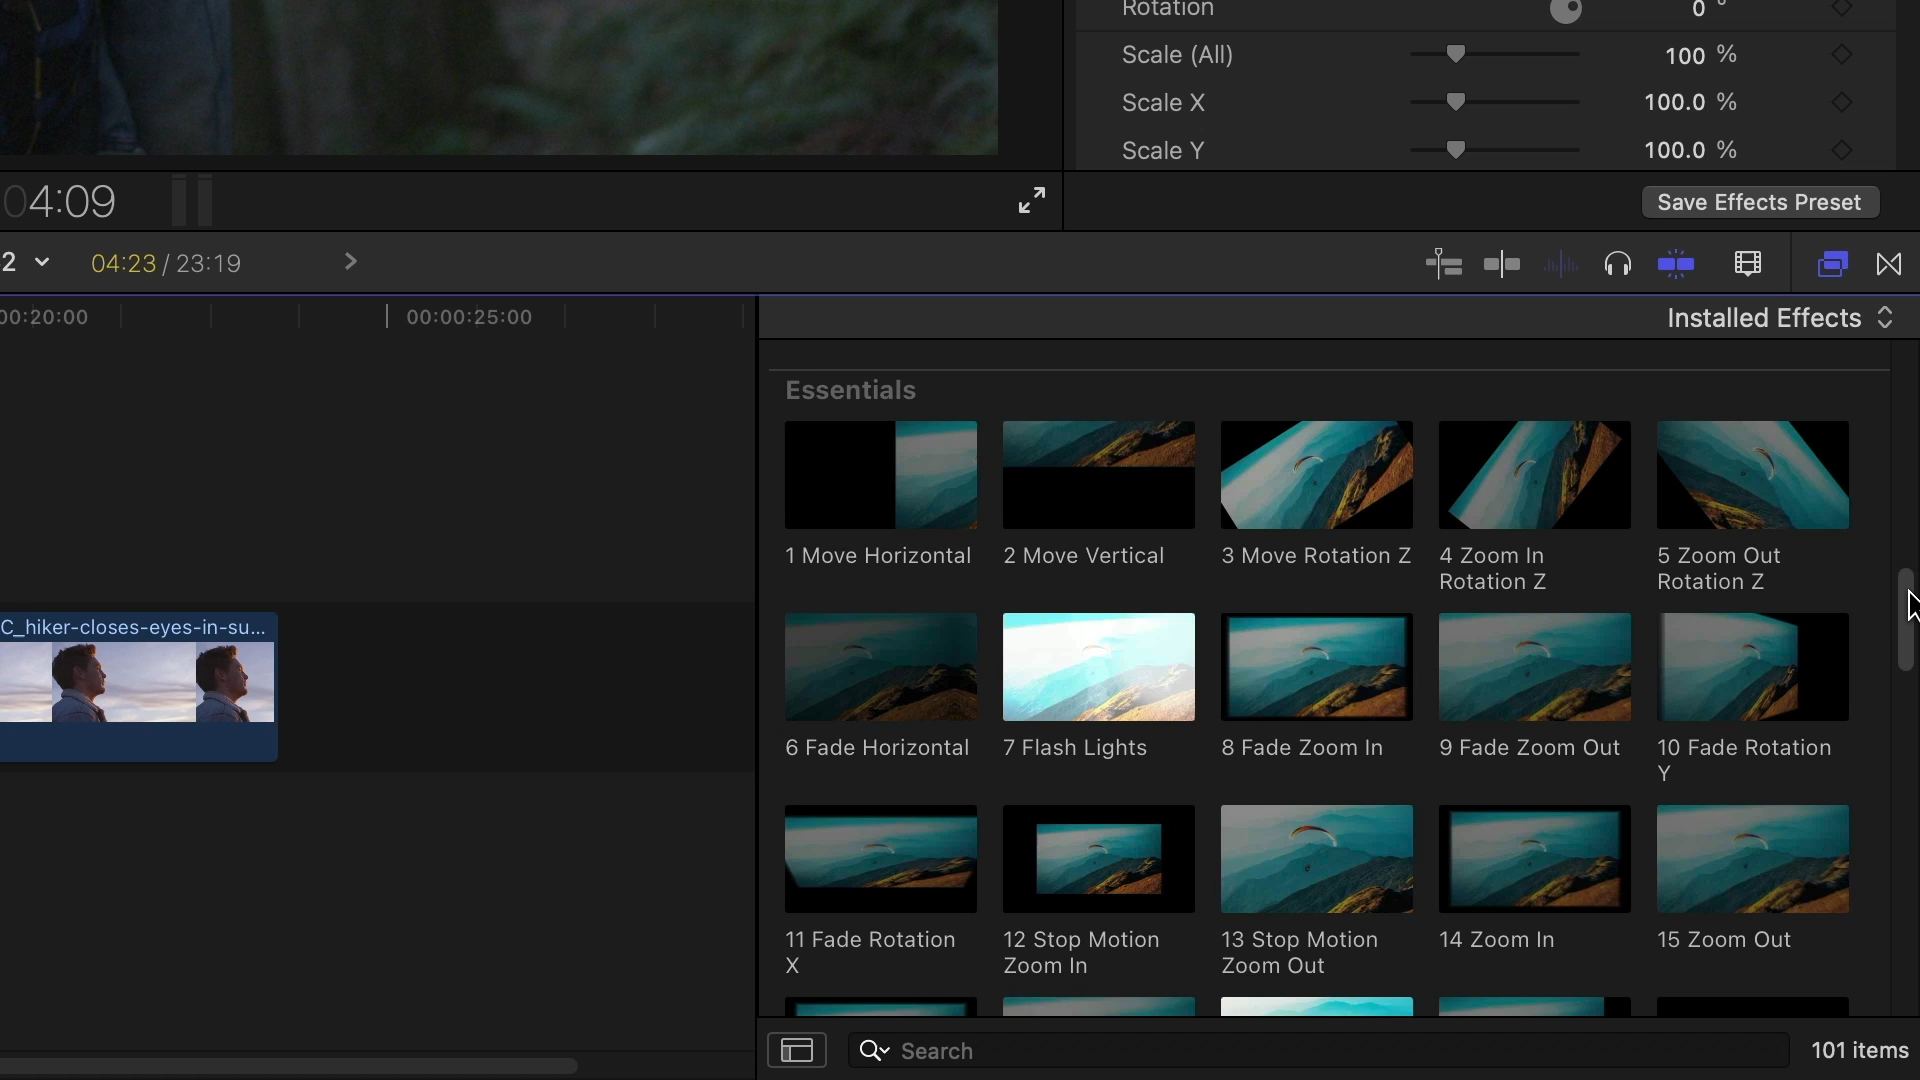 Rotation
0 °
Scale (All)
100 %
Scale X
100.0 %
Scale Y
100.0 %
04:09
Save Effects Preset
2
04:23 / 23:19
00:20:00
00:00:25:00
Installed Effects
Essentials
1 Move Horizontal
2 Move Vertical
3 Move Rotation Z
4 Zoom In
Rotation Z
5 Zoom Out
Rotation Z
C_hiker-closes-eyes-in-su...
6 Fade Horizontal
7 Flash Lights
8 Fade Zoom In
9 Fade Zoom Out
10 Fade Rotation
Y
11 Fade Rotation
X
12 Stop Motion
Zoom In
13 Stop Motion
Zoom Out
14 Zoom In
15 Zoom Out
Search
101 items